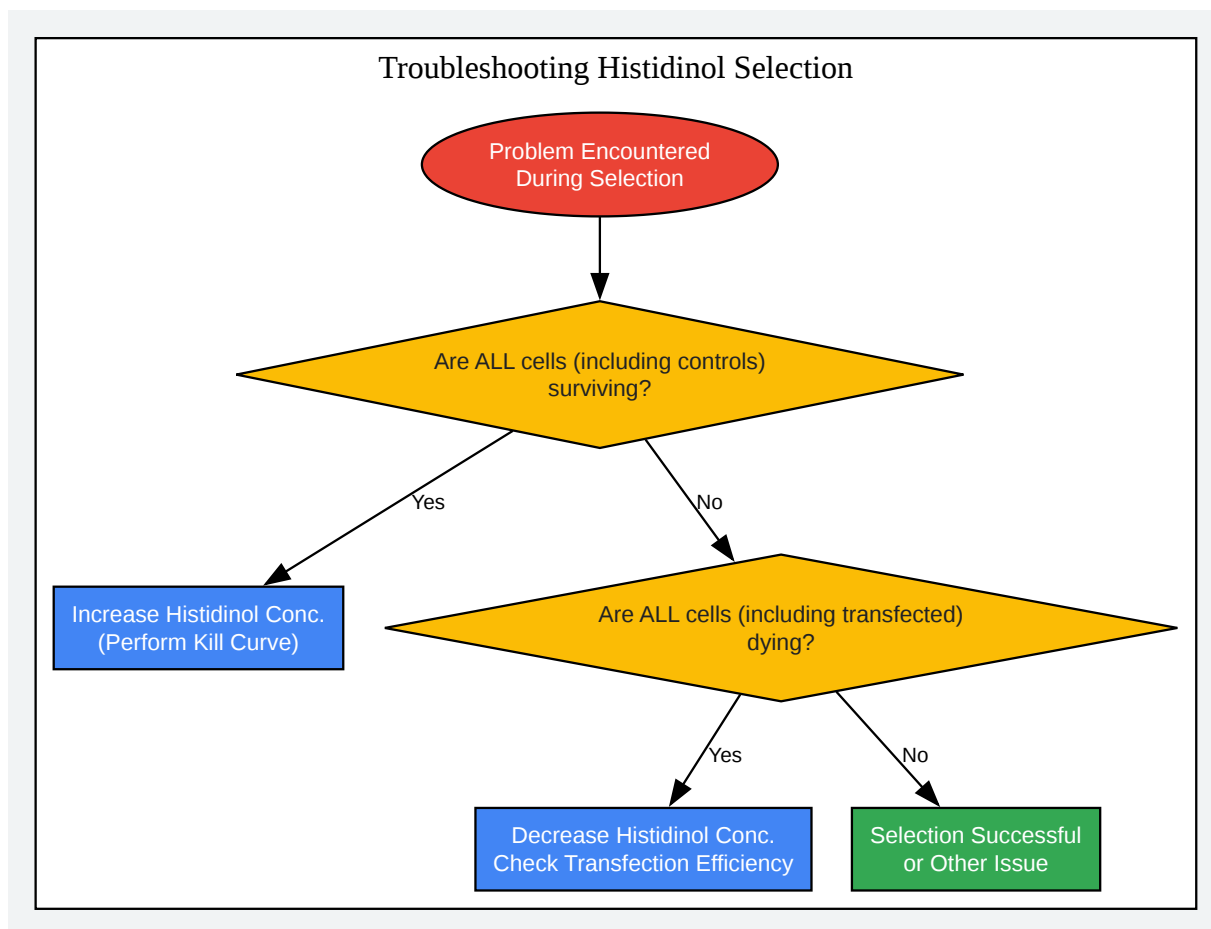 Troubleshooting Histidinol Selection
Problem Encountered
During Selection
Are ALL cells (including controls)
surviving?
Yes
No
Increase Histidinol Conc.
(Perform Kill Curve)
Are ALL cells (including transfected)
dying?
Yes
No
Decrease Histidinol Conc.
Check Transfection Efficiency
Selection Successful
or Other Issue